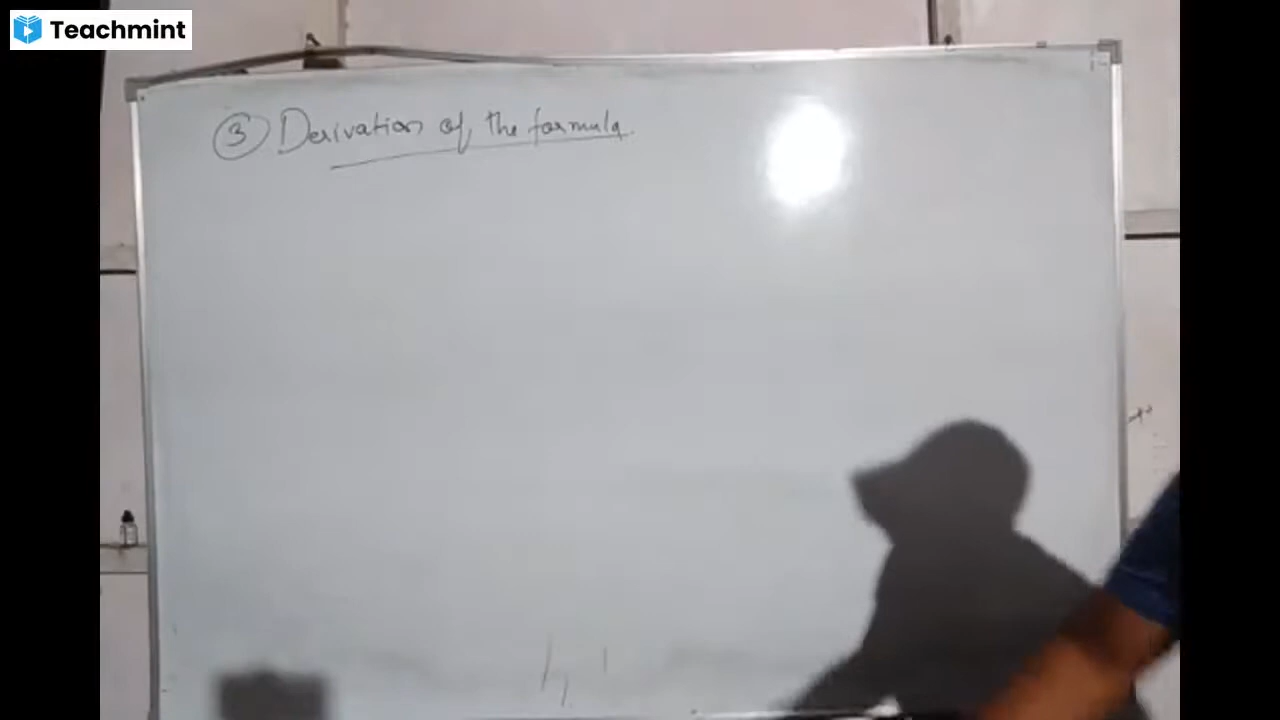 Teachmint
③ Derivation of the formula.